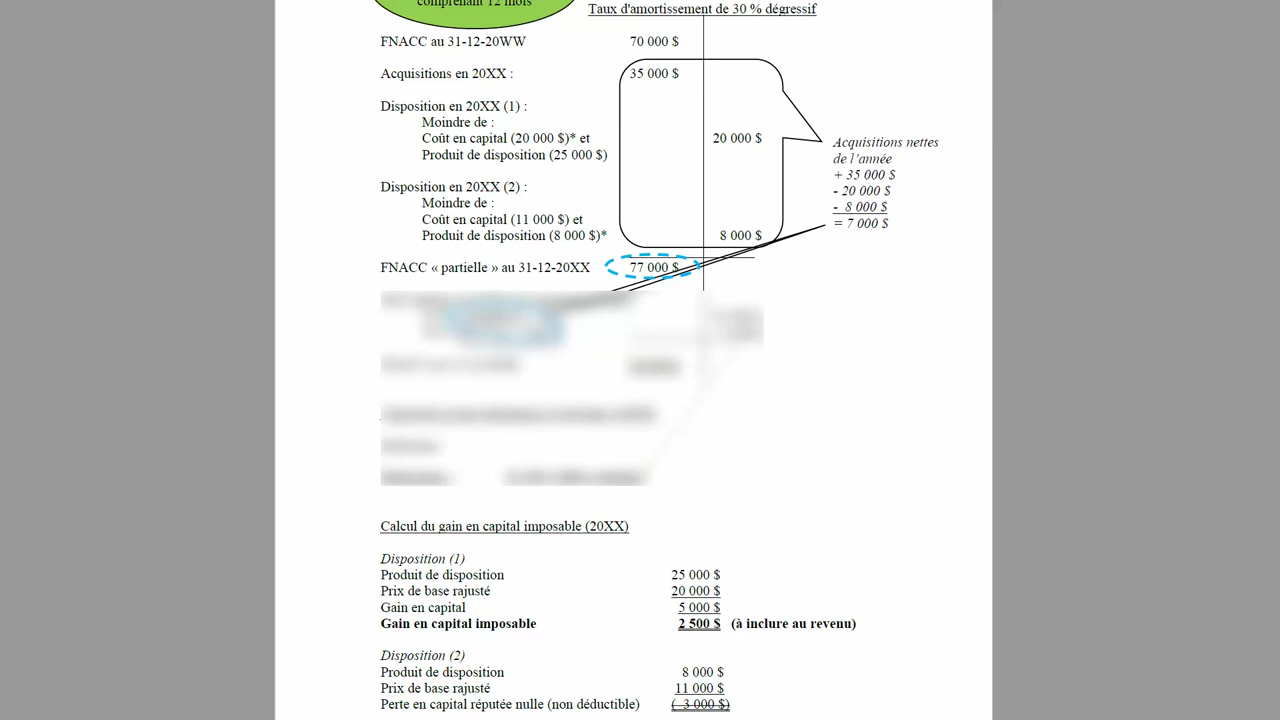 comprenant 12 mois
Taux d'amortissement de 30 % dégressif
FNACC au 31-12-20WW 70 000 $
Acquisitions en 20XX : 35 000 $
Disposition en 20XX (1) :
Moindre de :
Coût en capital (20 000 $)* et 20 000 $
Produit de disposition (25 000 $)
Disposition en 20XX (2) :
Moindre de :
Coût en capital (11 000 $) et
Produit de disposition (8 000 $)* 8 000 $
FNACC « partielle » au 31-12-20XX 77 000 $
Acquisitions nettes
de l'année
+ 35 000 $
- 20 000 $
- 8 000 $
= 7 000 $
Calcul du gain en capital imposable (20XX)
Disposition (1)
Produit de disposition 25 000 $
Prix de base rajusté 20 000 $
Gain en capital 5 000 $
Gain en capital imposable 2 500 $ (à inclure au revenu)
Disposition (2)
Produit de disposition 8 000 $
Prix de base rajusté 11 000 $
Perte en capital réputée nulle (non déductible) ( 3 000 $)